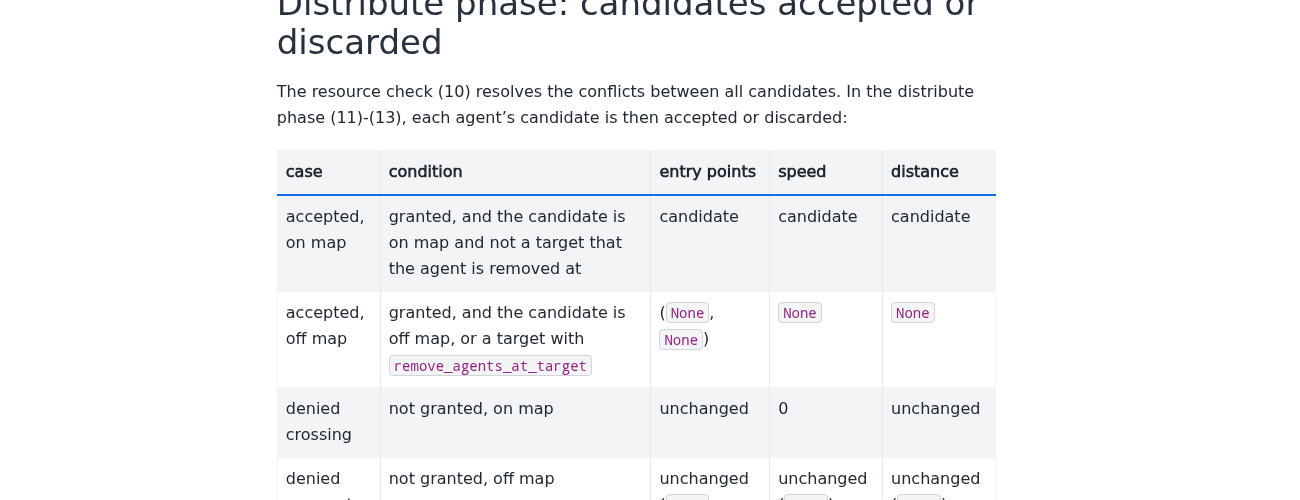 Distribute phase: candidates accepted or
discarded
The resource check (10) resolves the conflicts between all candidates. In the distribute
phase (11)-(13), each agent’s candidate is then accepted or discarded:
case condition entry points speed distance
accepted, granted, and the candidate is candidate candidate candidate
on map on map and not a target that
the agent is removed at
accepted, granted, and the candidate is (None, None None
off map off map, or a target with None)
remove_agents_at_target
denied not granted, on map unchanged 0 unchanged
crossing
denied not granted, off map unchanged unchanged unchanged